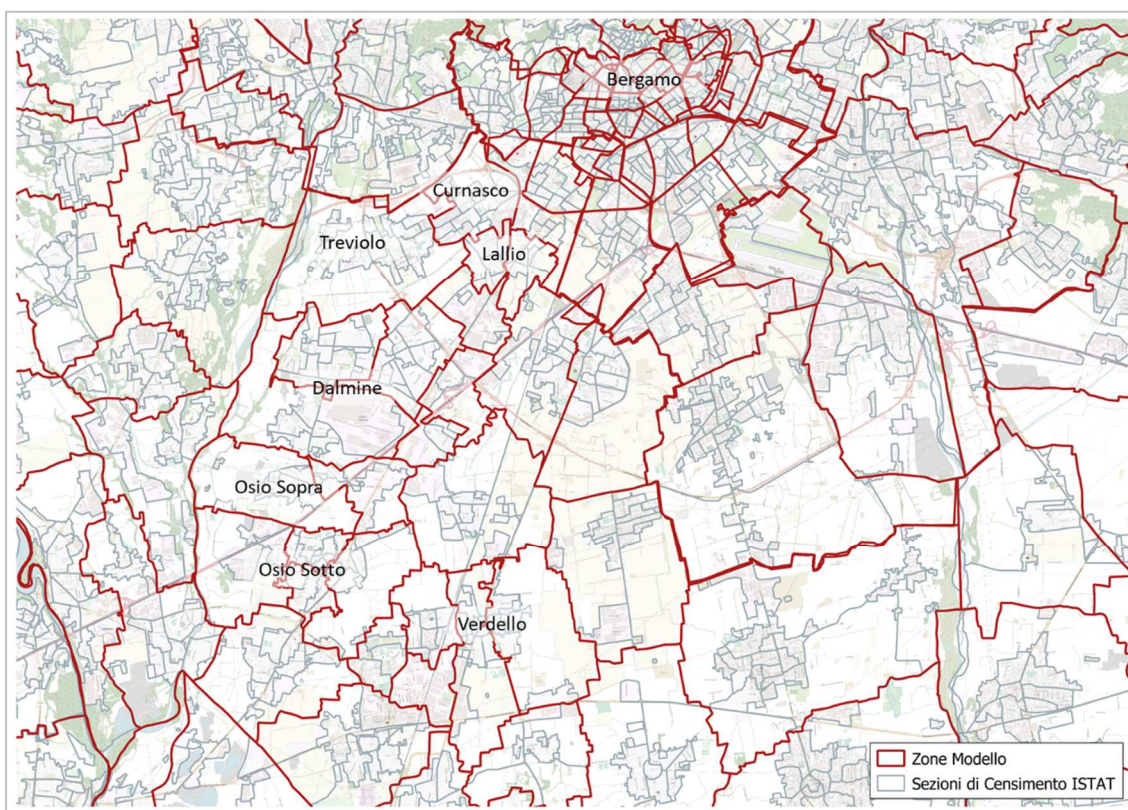 Bergamo
Curnasco
Treviolo
Lallio
Dalmine
Osio Sopra
Osio Sotto
Verdello
Zone Modello
Sezioni di Censimento ISTAT